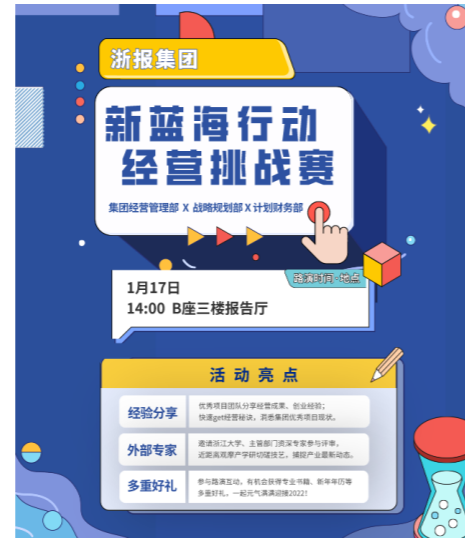 浙报集团
新蓝海行动
经营挑战赛
集团经营管理部 X 战略规划部 X 计划财务部
路演时间·地点
1月17日
14:00 B座三楼报告厅
活动亮点
经验分享
优秀项目团队分享经营成果、创业经验；
快速get经营秘诀，洞悉集团优秀项目现状。
外部专家
邀请浙江大学、主管部门资深专家参与评审，
近距离观摩产学研切磋技艺，捕捉产业最新动态。
多重好礼
参与路演互动，有机会获得专业书籍、新年年历等
多重好礼，一起元气满满迎接2022！